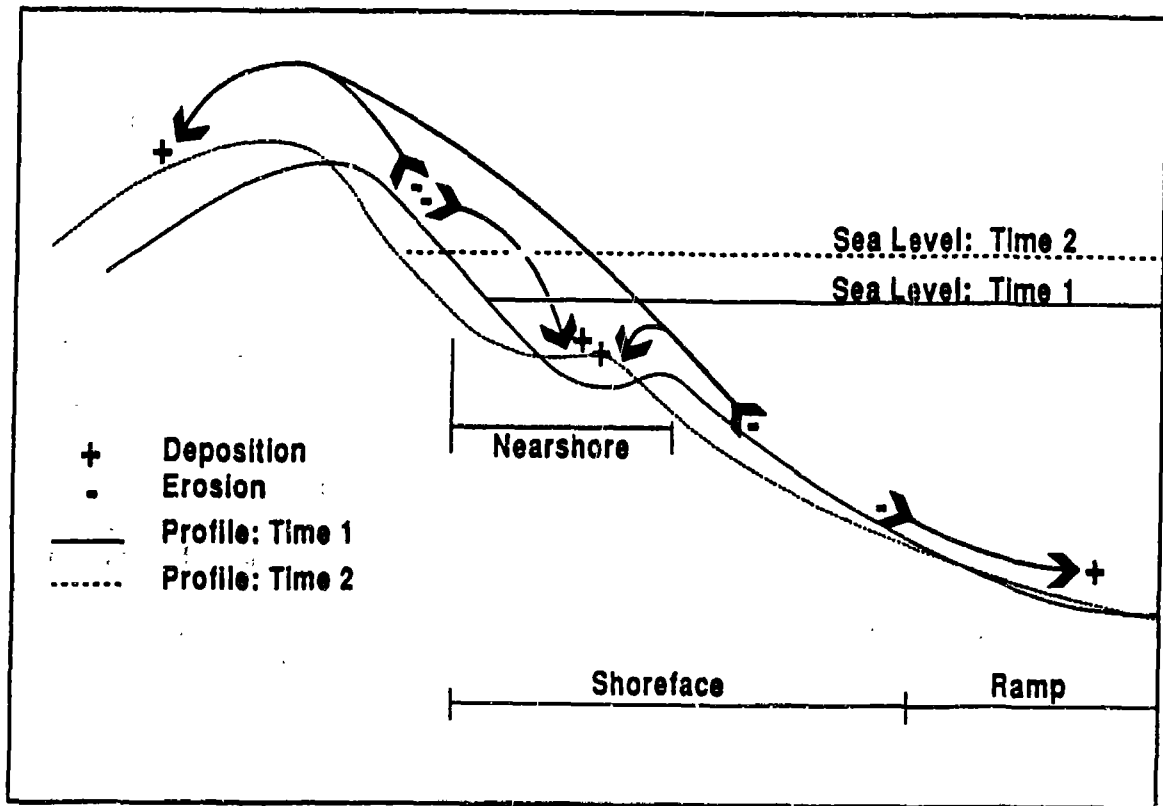 Sea Level: Time 2
Sea Level: Time 1
+
-
-
+
+
-
-
+
Nearshore
+ Deposition
- Erosion
Profile: Time 1
Profile: Time 2
Shoreface
Ramp